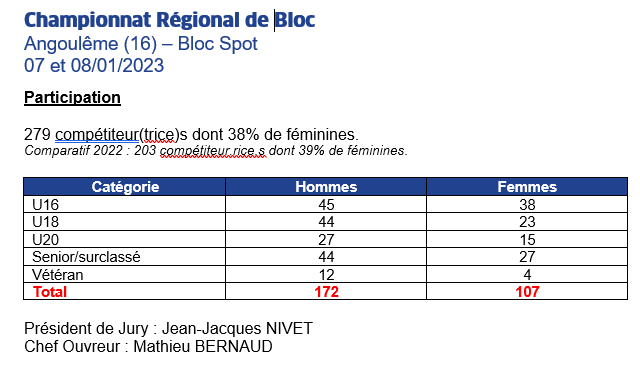 Championnat Régional de Bloc
Angoulême (16) – Bloc Spot
07 et 08/01/2023
Participation
279 compétiteur(trice)s dont 38% de féminines.
Comparatif 2022 : 203 compétiteur.rice.s dont 39% de féminines.
Catégorie Hommes Femmes
U16 45 38
U18 44 23
U20 27 15
Senior/surclassé 44 27
Vétéran 12 4
Total 172 107
Président de Jury : Jean-Jacques NIVET
Chef Ouvreur : Mathieu BERNAUD